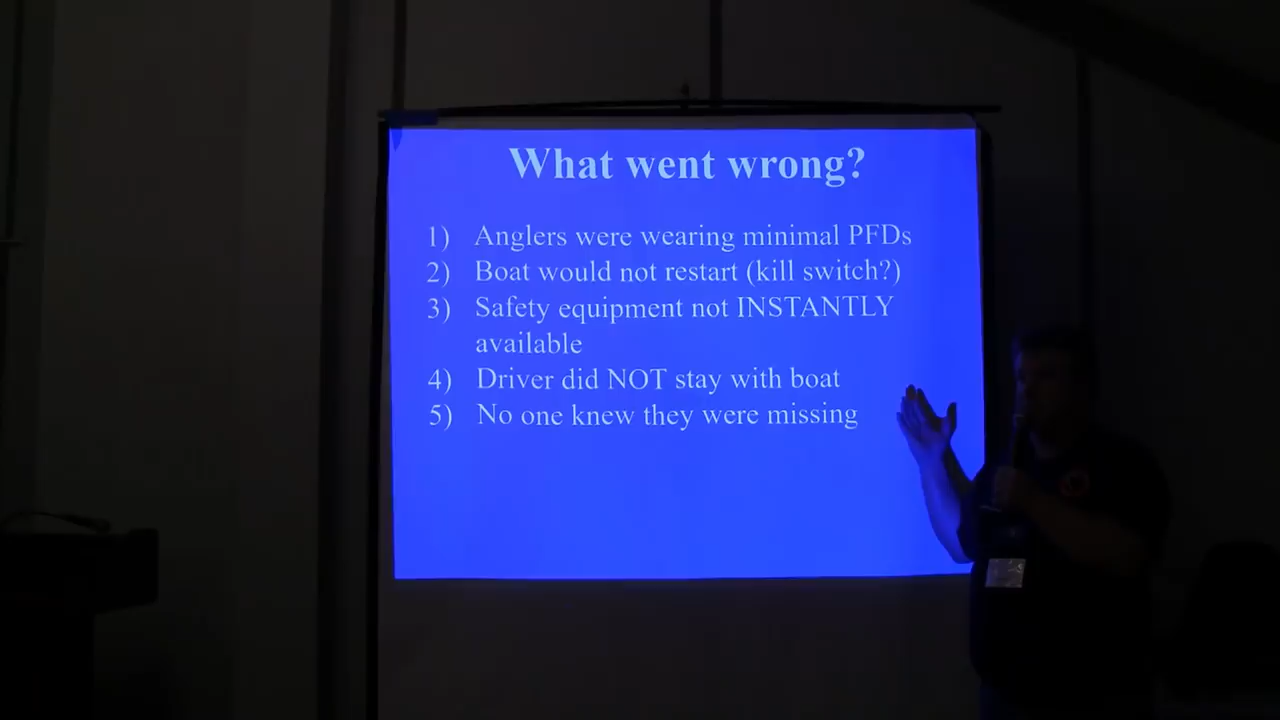 What went wrong?
1) Anglers were wearing minimal PFDs
2) Boat would not restart (kill switch?)
3) Safety equipment not INSTANTLY
available
4) Driver did NOT stay with boat
5) No one knew they were missing